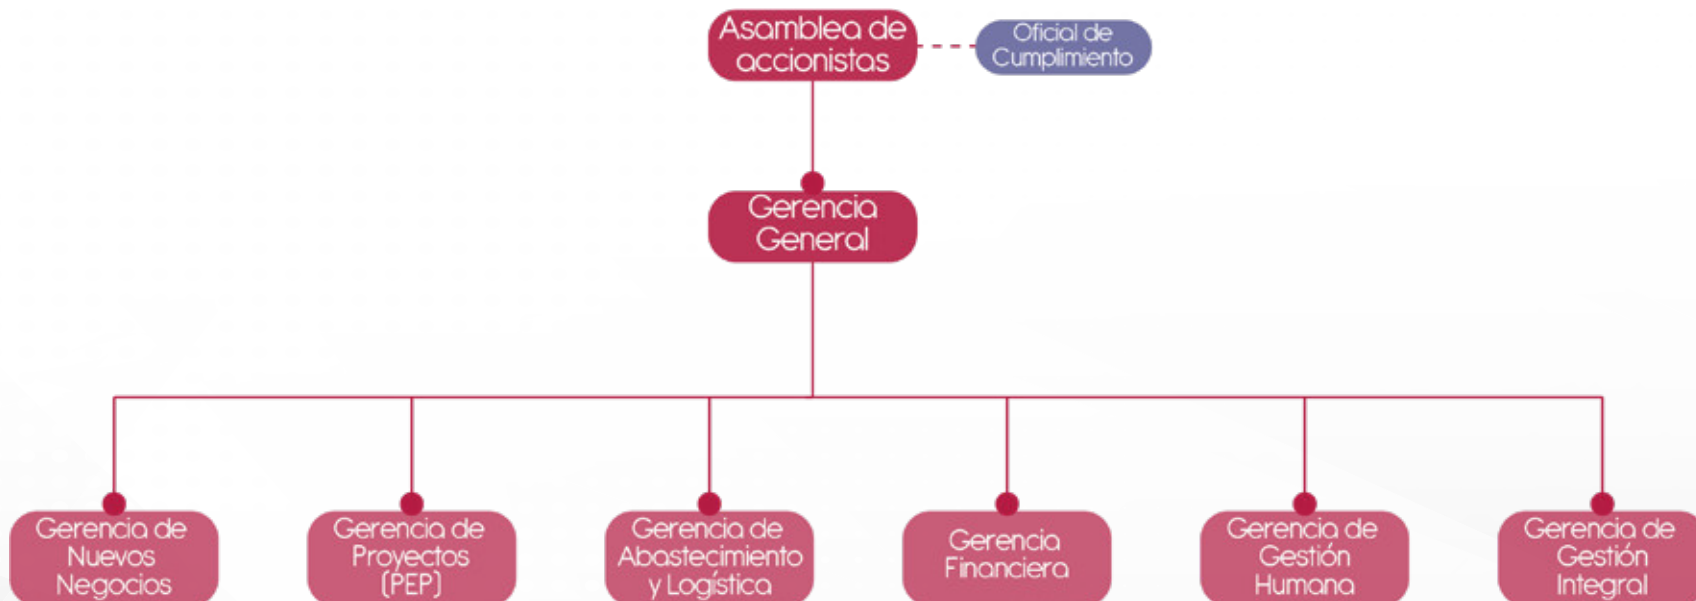 Asamblea de
accionistas
Oficial de
Cumplimiento
Gerencia
General
Gerencia de
Nuevos
Negocios
Gerencia de
Proyectos
(PEP)
Gerencia de
Abastecimiento
y Logística
Gerencia
Financiera
Gerencia de
Gestión
Humana
Gerencia de
Gestión
Integral